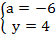 a = −6
y = 4